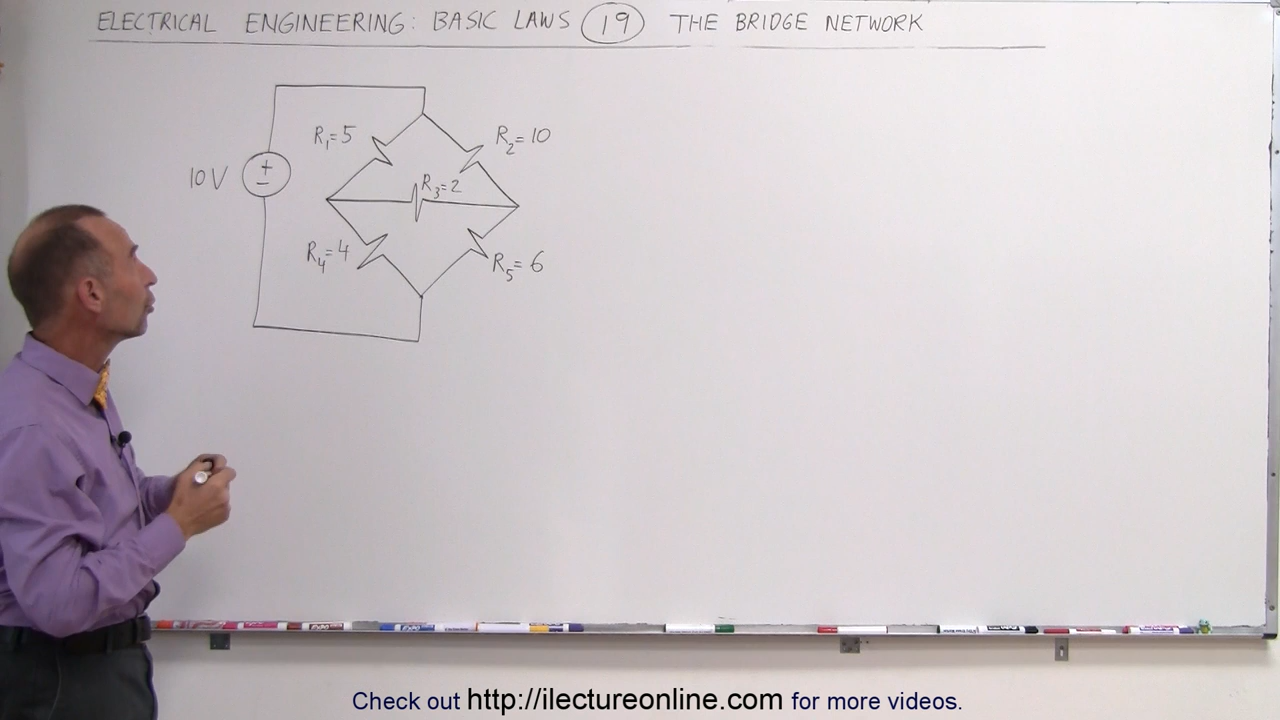 ELECTRICAL ENGINEERING: BASIC LAWS 19 THE BRIDGE NETWORK
R1=5
R2=10
10V
+
−
R3=2
R4=4
R5=6
Check out http://ilectureonline.com for more videos.